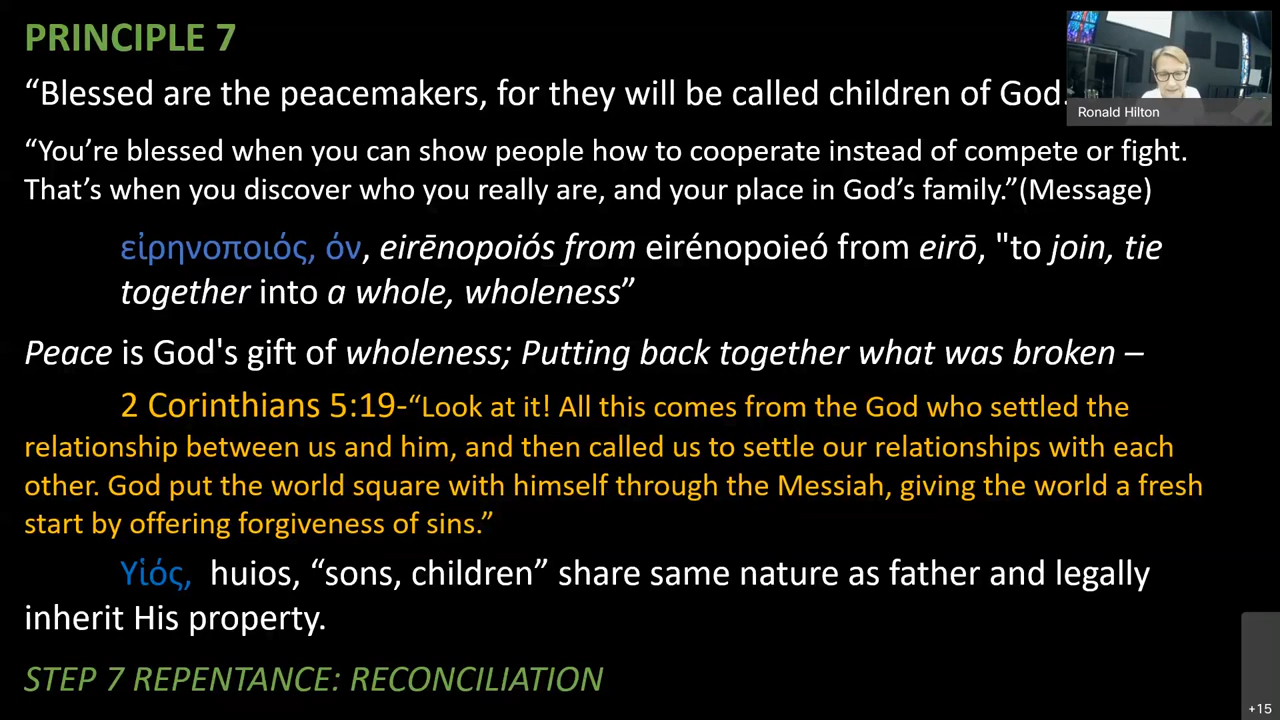 PRINCIPLE 7
“Blessed are the peacemakers, for they will be called children of God.
Ronald Hilton
“You’re blessed when you can show people how to cooperate instead of compete or fight.
That’s when you discover who you really are, and your place in God’s family.”(Message)
εἰρηνοποιός, όν, eirēnopoiós from eirénopoieó from eirō, "to join, tie
together into a whole, wholeness”
Peace is God's gift of wholeness; Putting back together what was broken –
2 Corinthians 5:19-“Look at it! All this comes from the God who settled the
relationship between us and him, and then called us to settle our relationships with each
other. God put the world square with himself through the Messiah, giving the world a fresh
start by offering forgiveness of sins.”
Υἱός, huios, “sons, children” share same nature as father and legally
inherit His property.
STEP 7 REPENTANCE: RECONCILIATION
+15